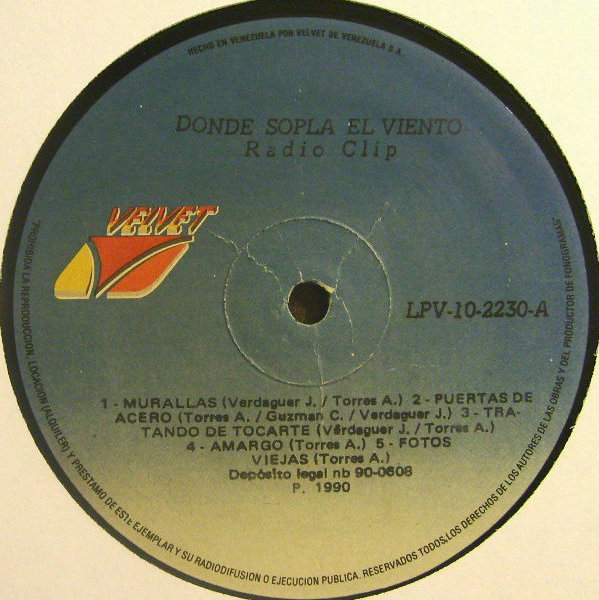 HECHO EN VENEZUELA POR VELVET DE VENEZUELA S.A.
DONDE SOPLA EL VIENTO
Radio Clip
VELVET
LPV-10-2230-A
1 - MURALLAS (Verdaguer J. / Torres A.) 2 - PUERTAS DE
ACERO (Torres A. / Guzman C. / Verdaguer J.) 3 - TRA-
TANDO DE TOCARTE (Vérdaguer J. / Torres A.)
4 - AMARGO (Torres A.) 5 - FOTOS
VIEJAS (Torres A.)
Depósito legal nb 90-0608
P. 1990
"PROHIBIDA LA REPRODUCCION, LOCACION (ALQUILER) Y PRESTAMO DE ESTE EJEMPLAR Y SU RADIODIFUSION O EJECUCION PUBLICA. RESERVADOS TODOS LOS DERECHOS DE LOS AUTORES DE LAS OBRAS Y DEL PRODUCTOR DE FONOGRAMAS"